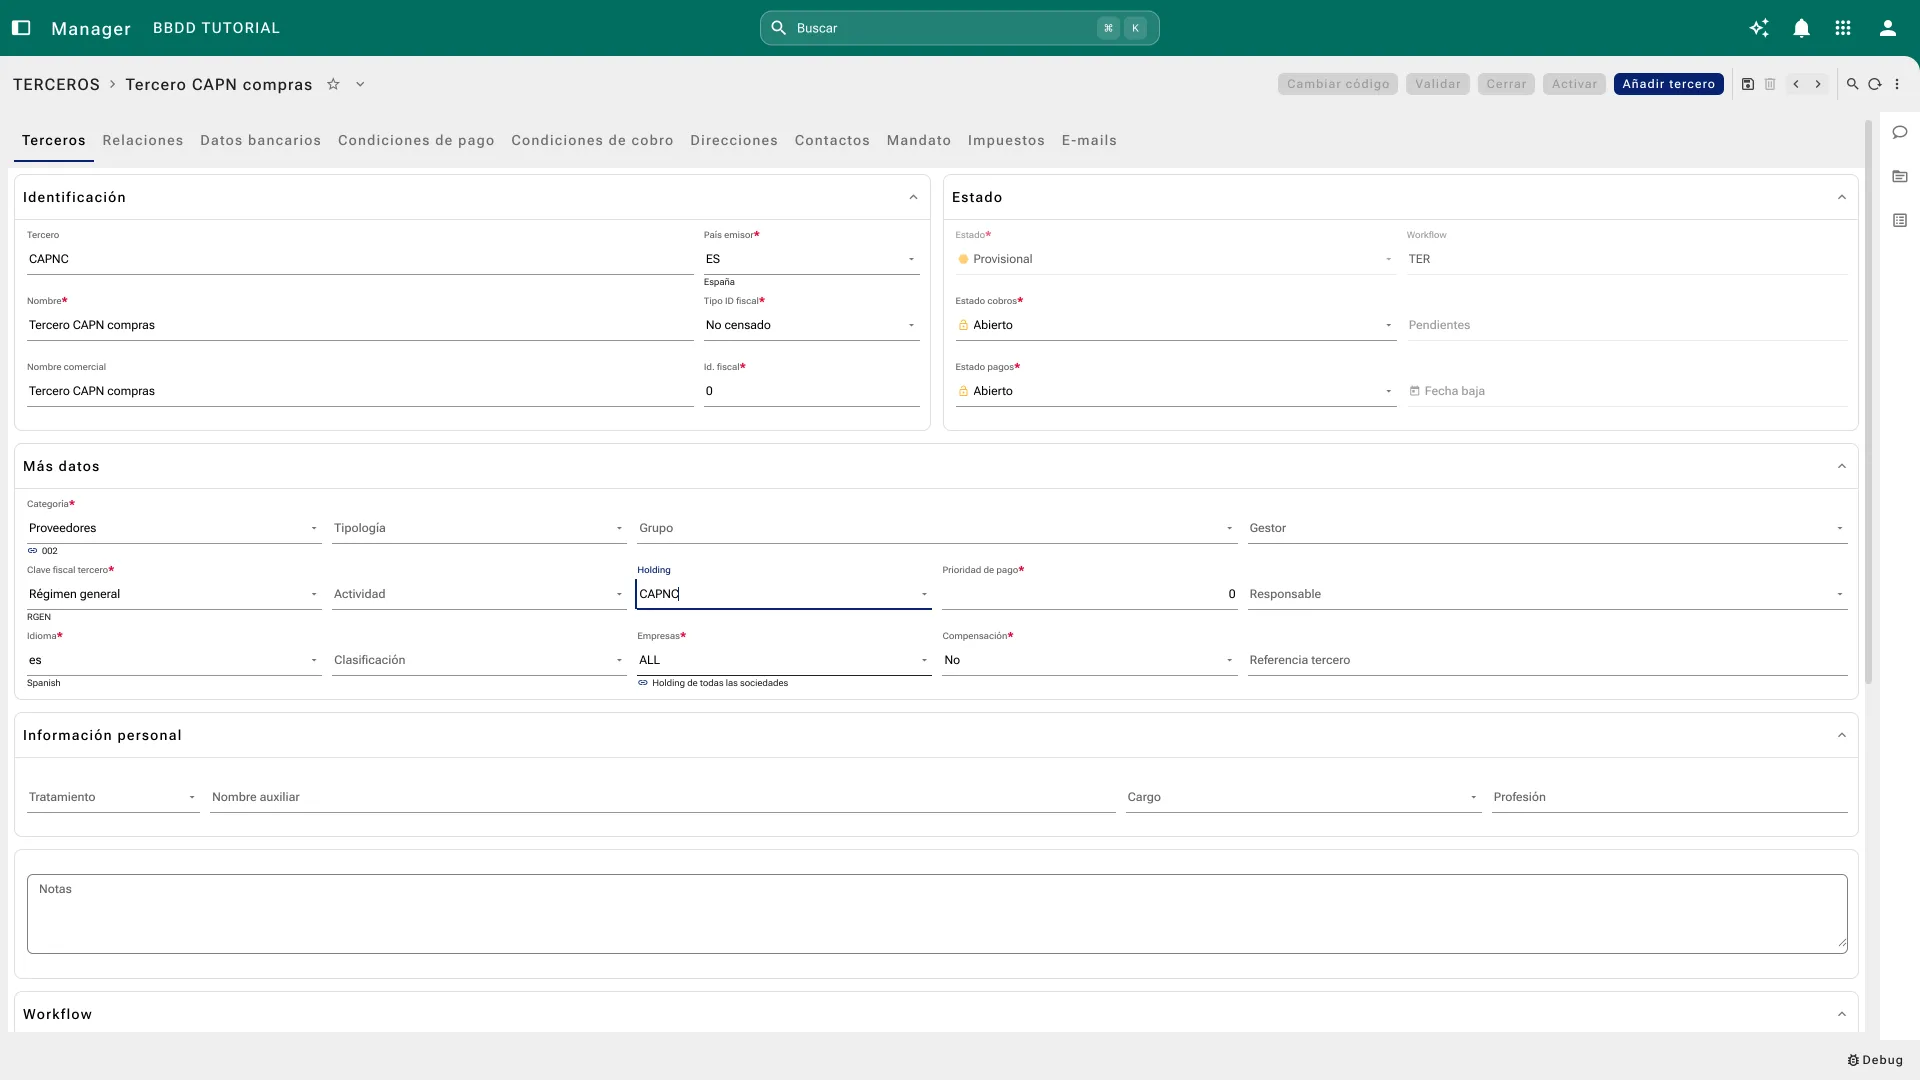 Manager BBDD TUTORIAL Buscar ⌘ K
TERCEROS > Tercero CAPN compras Cambiar código Validar Cerrar Activar Añadir tercero
Terceros Relaciones Datos bancarios Condiciones de pago Condiciones de cobro Direcciones Contactos Mandato Impuestos E-mails
Identificación
Tercero País emisor*
CAPNC ES
España
Nombre* Tipo ID fiscal*
Tercero CAPN compras No censado
Nombre comercial Id. fiscal*
Tercero CAPN compras 0
Estado
Estado* Workflow
Provisional TER
Estado cobros*
Abierto Pendientes
Estado pagos*
Abierto Fecha baja
Más datos
Categoría*
Proveedores Tipología Grupo Gestor
002
Clave fiscal tercero* Holding Prioridad de pago*
Régimen general Actividad CAPNC 0 Responsable
RGEN
Idioma* Empresas* Compensación*
es Clasificación ALL No Referencia tercero
Spanish Holding de todas las sociedades
Información personal
Tratamiento Nombre auxiliar Cargo Profesión
Notas
Workflow
Debug